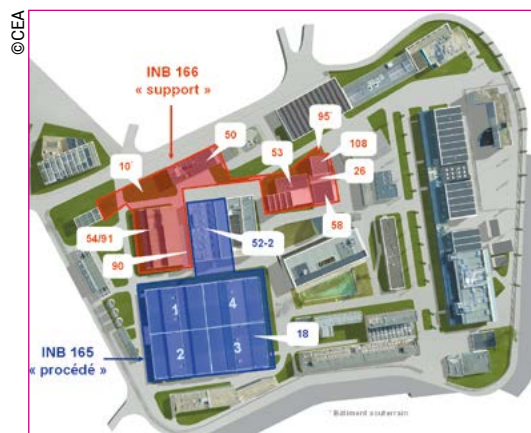 ©CEA
INB 166
« support »
50
95*
108
10*
53
26
54/91
58
90
52-2
1
4
18
INB 165
« procédé »
2
3
* Bâtiment souterrain